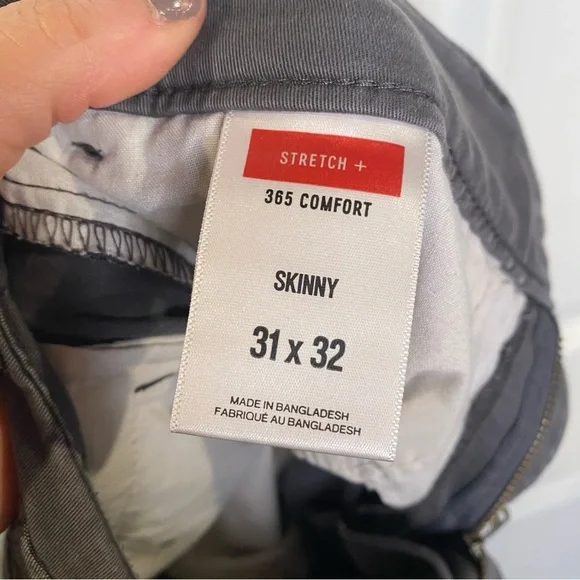 STRETCH +
365 COMFORT
SKINNY
31 x 32
MADE IN BANGLADESH
FABRIQUÉ AU BANGLADESH